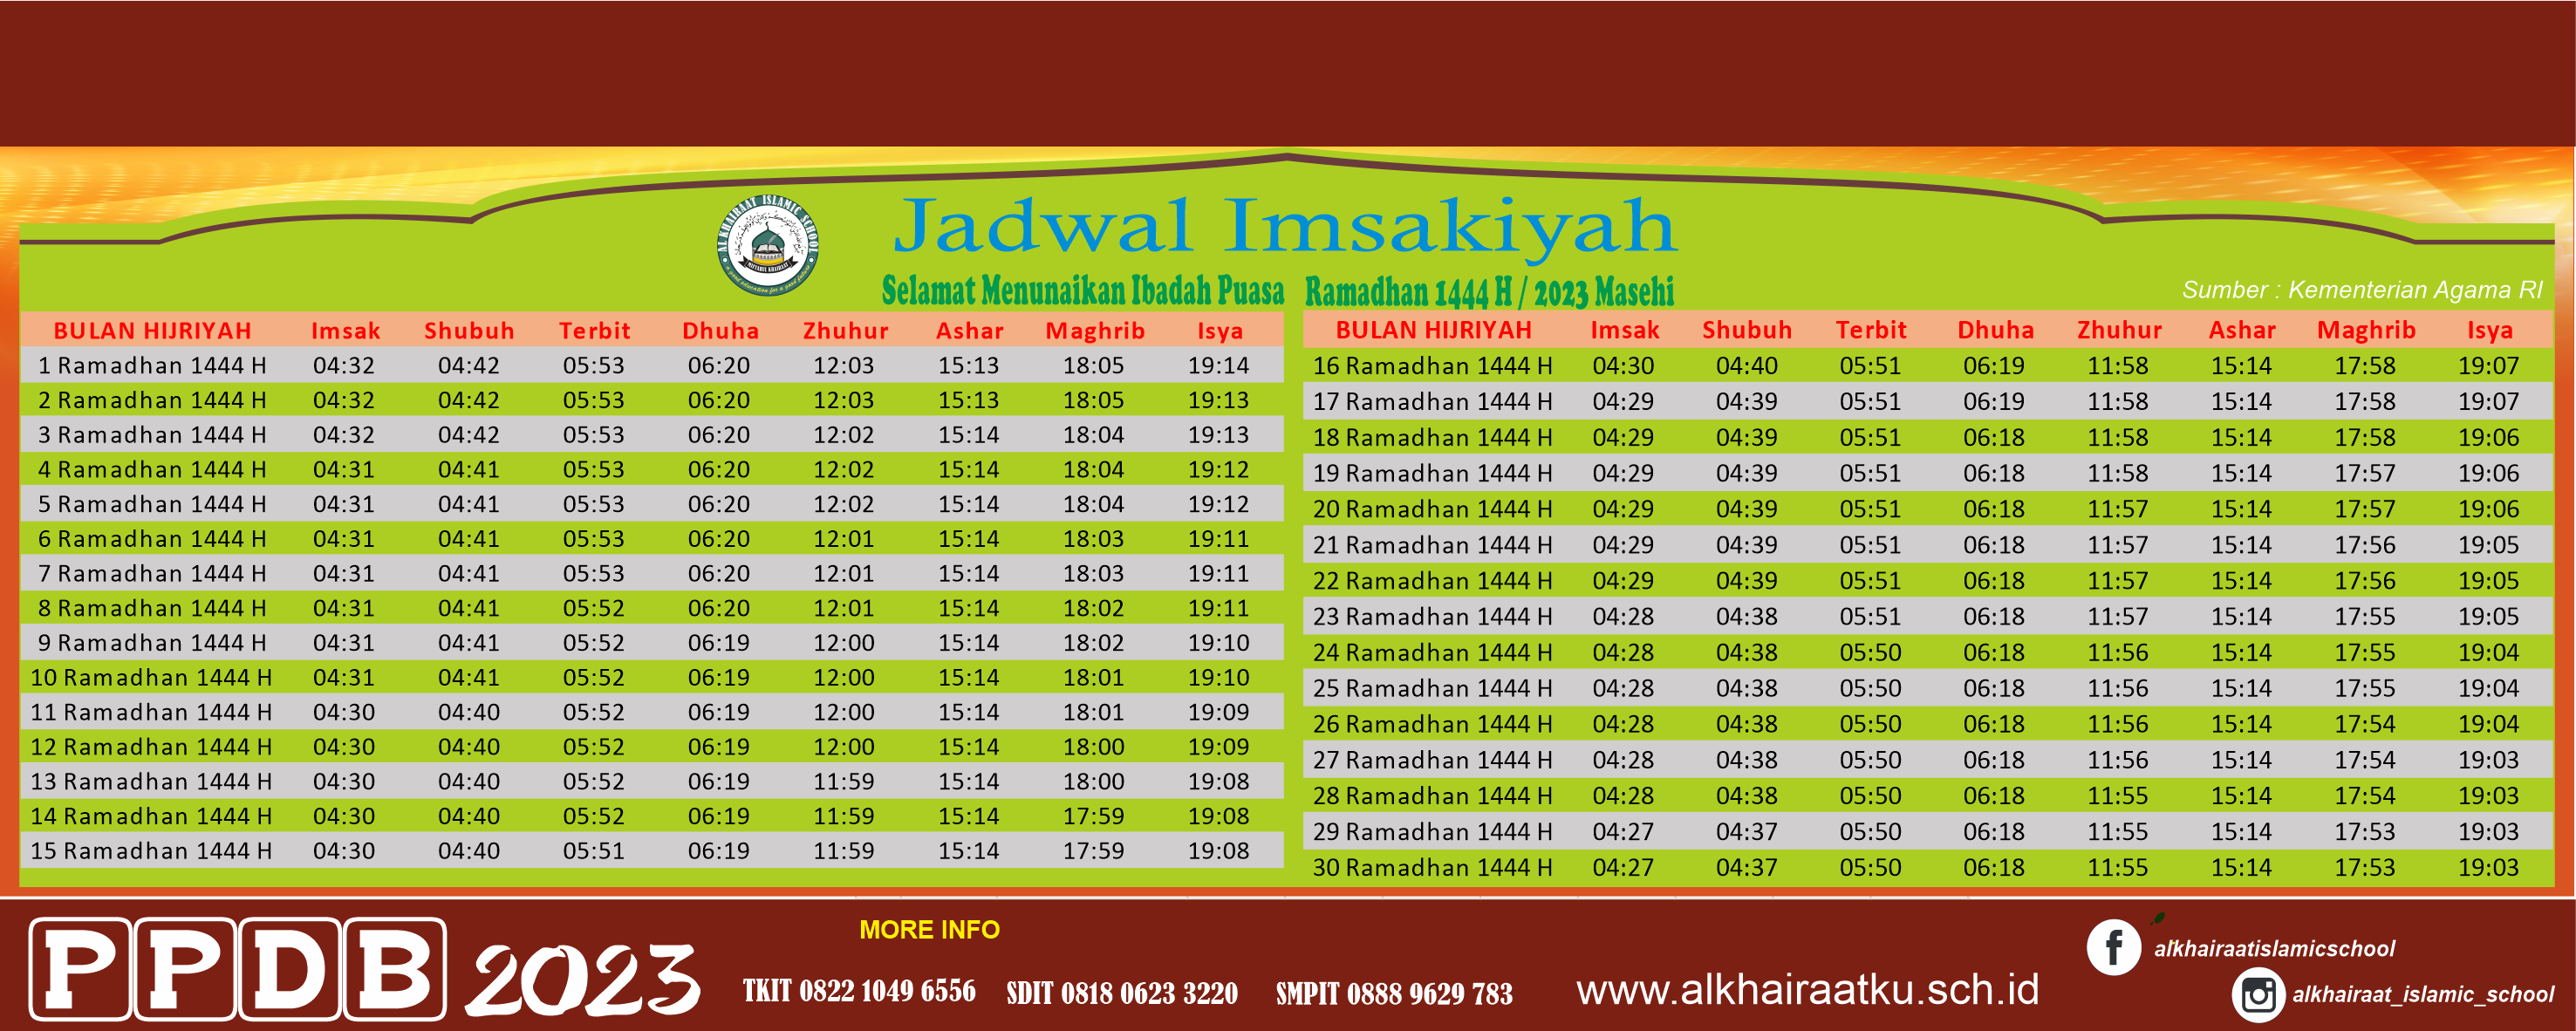 AL KHAIRAAT ISLAMIC SCHOOL
MIFTAHUL KHAIRAAT
a good education for a good future
Jadwal Imsakiyah
Selamat Menunaikan Ibadah Puasa Ramadhan 1444 H / 2023 Masehi
Sumber : Kementerian Agama RI
BULAN HIJRIYAH Imsak Shubuh Terbit Dhuha Zhuhur Ashar Maghrib Isya
1 Ramadhan 1444 H 04:32 04:42 05:53 06:20 12:03 15:13 18:05 19:14
2 Ramadhan 1444 H 04:32 04:42 05:53 06:20 12:03 15:13 18:05 19:13
3 Ramadhan 1444 H 04:32 04:42 05:53 06:20 12:02 15:14 18:04 19:13
4 Ramadhan 1444 H 04:31 04:41 05:53 06:20 12:02 15:14 18:04 19:12
5 Ramadhan 1444 H 04:31 04:41 05:53 06:20 12:02 15:14 18:04 19:12
6 Ramadhan 1444 H 04:31 04:41 05:53 06:20 12:01 15:14 18:03 19:11
7 Ramadhan 1444 H 04:31 04:41 05:53 06:20 12:01 15:14 18:03 19:11
8 Ramadhan 1444 H 04:31 04:41 05:52 06:20 12:01 15:14 18:02 19:11
9 Ramadhan 1444 H 04:31 04:41 05:52 06:19 12:00 15:14 18:02 19:10
10 Ramadhan 1444 H 04:31 04:41 05:52 06:19 12:00 15:14 18:01 19:10
11 Ramadhan 1444 H 04:30 04:40 05:52 06:19 12:00 15:14 18:01 19:09
12 Ramadhan 1444 H 04:30 04:40 05:52 06:19 12:00 15:14 18:00 19:09
13 Ramadhan 1444 H 04:30 04:40 05:52 06:19 11:59 15:14 18:00 19:08
14 Ramadhan 1444 H 04:30 04:40 05:52 06:19 11:59 15:14 17:59 19:08
15 Ramadhan 1444 H 04:30 04:40 05:51 06:19 11:59 15:14 17:59 19:08
BULAN HIJRIYAH Imsak Shubuh Terbit Dhuha Zhuhur Ashar Maghrib Isya
16 Ramadhan 1444 H 04:30 04:40 05:51 06:19 11:58 15:14 17:58 19:07
17 Ramadhan 1444 H 04:29 04:39 05:51 06:19 11:58 15:14 17:58 19:07
18 Ramadhan 1444 H 04:29 04:39 05:51 06:18 11:58 15:14 17:58 19:06
19 Ramadhan 1444 H 04:29 04:39 05:51 06:18 11:58 15:14 17:57 19:06
20 Ramadhan 1444 H 04:29 04:39 05:51 06:18 11:57 15:14 17:57 19:06
21 Ramadhan 1444 H 04:29 04:39 05:51 06:18 11:57 15:14 17:56 19:05
22 Ramadhan 1444 H 04:29 04:39 05:51 06:18 11:57 15:14 17:56 19:05
23 Ramadhan 1444 H 04:28 04:38 05:51 06:18 11:57 15:14 17:55 19:05
24 Ramadhan 1444 H 04:28 04:38 05:50 06:18 11:56 15:14 17:55 19:04
25 Ramadhan 1444 H 04:28 04:38 05:50 06:18 11:56 15:14 17:55 19:04
26 Ramadhan 1444 H 04:28 04:38 05:50 06:18 11:56 15:14 17:54 19:04
27 Ramadhan 1444 H 04:28 04:38 05:50 06:18 11:56 15:14 17:54 19:03
28 Ramadhan 1444 H 04:28 04:38 05:50 06:18 11:55 15:14 17:54 19:03
29 Ramadhan 1444 H 04:27 04:37 05:50 06:18 11:55 15:14 17:53 19:03
30 Ramadhan 1444 H 04:27 04:37 05:50 06:18 11:55 15:14 17:53 19:03
PPDB 2023
MORE INFO
TKIT 0822 1049 6556 SDIT 0818 0623 3220 SMPIT 0888 9629 783
www.alkhairaatku.sch.id
alkhairaatislamicschool
alkhairaat_islamic_school